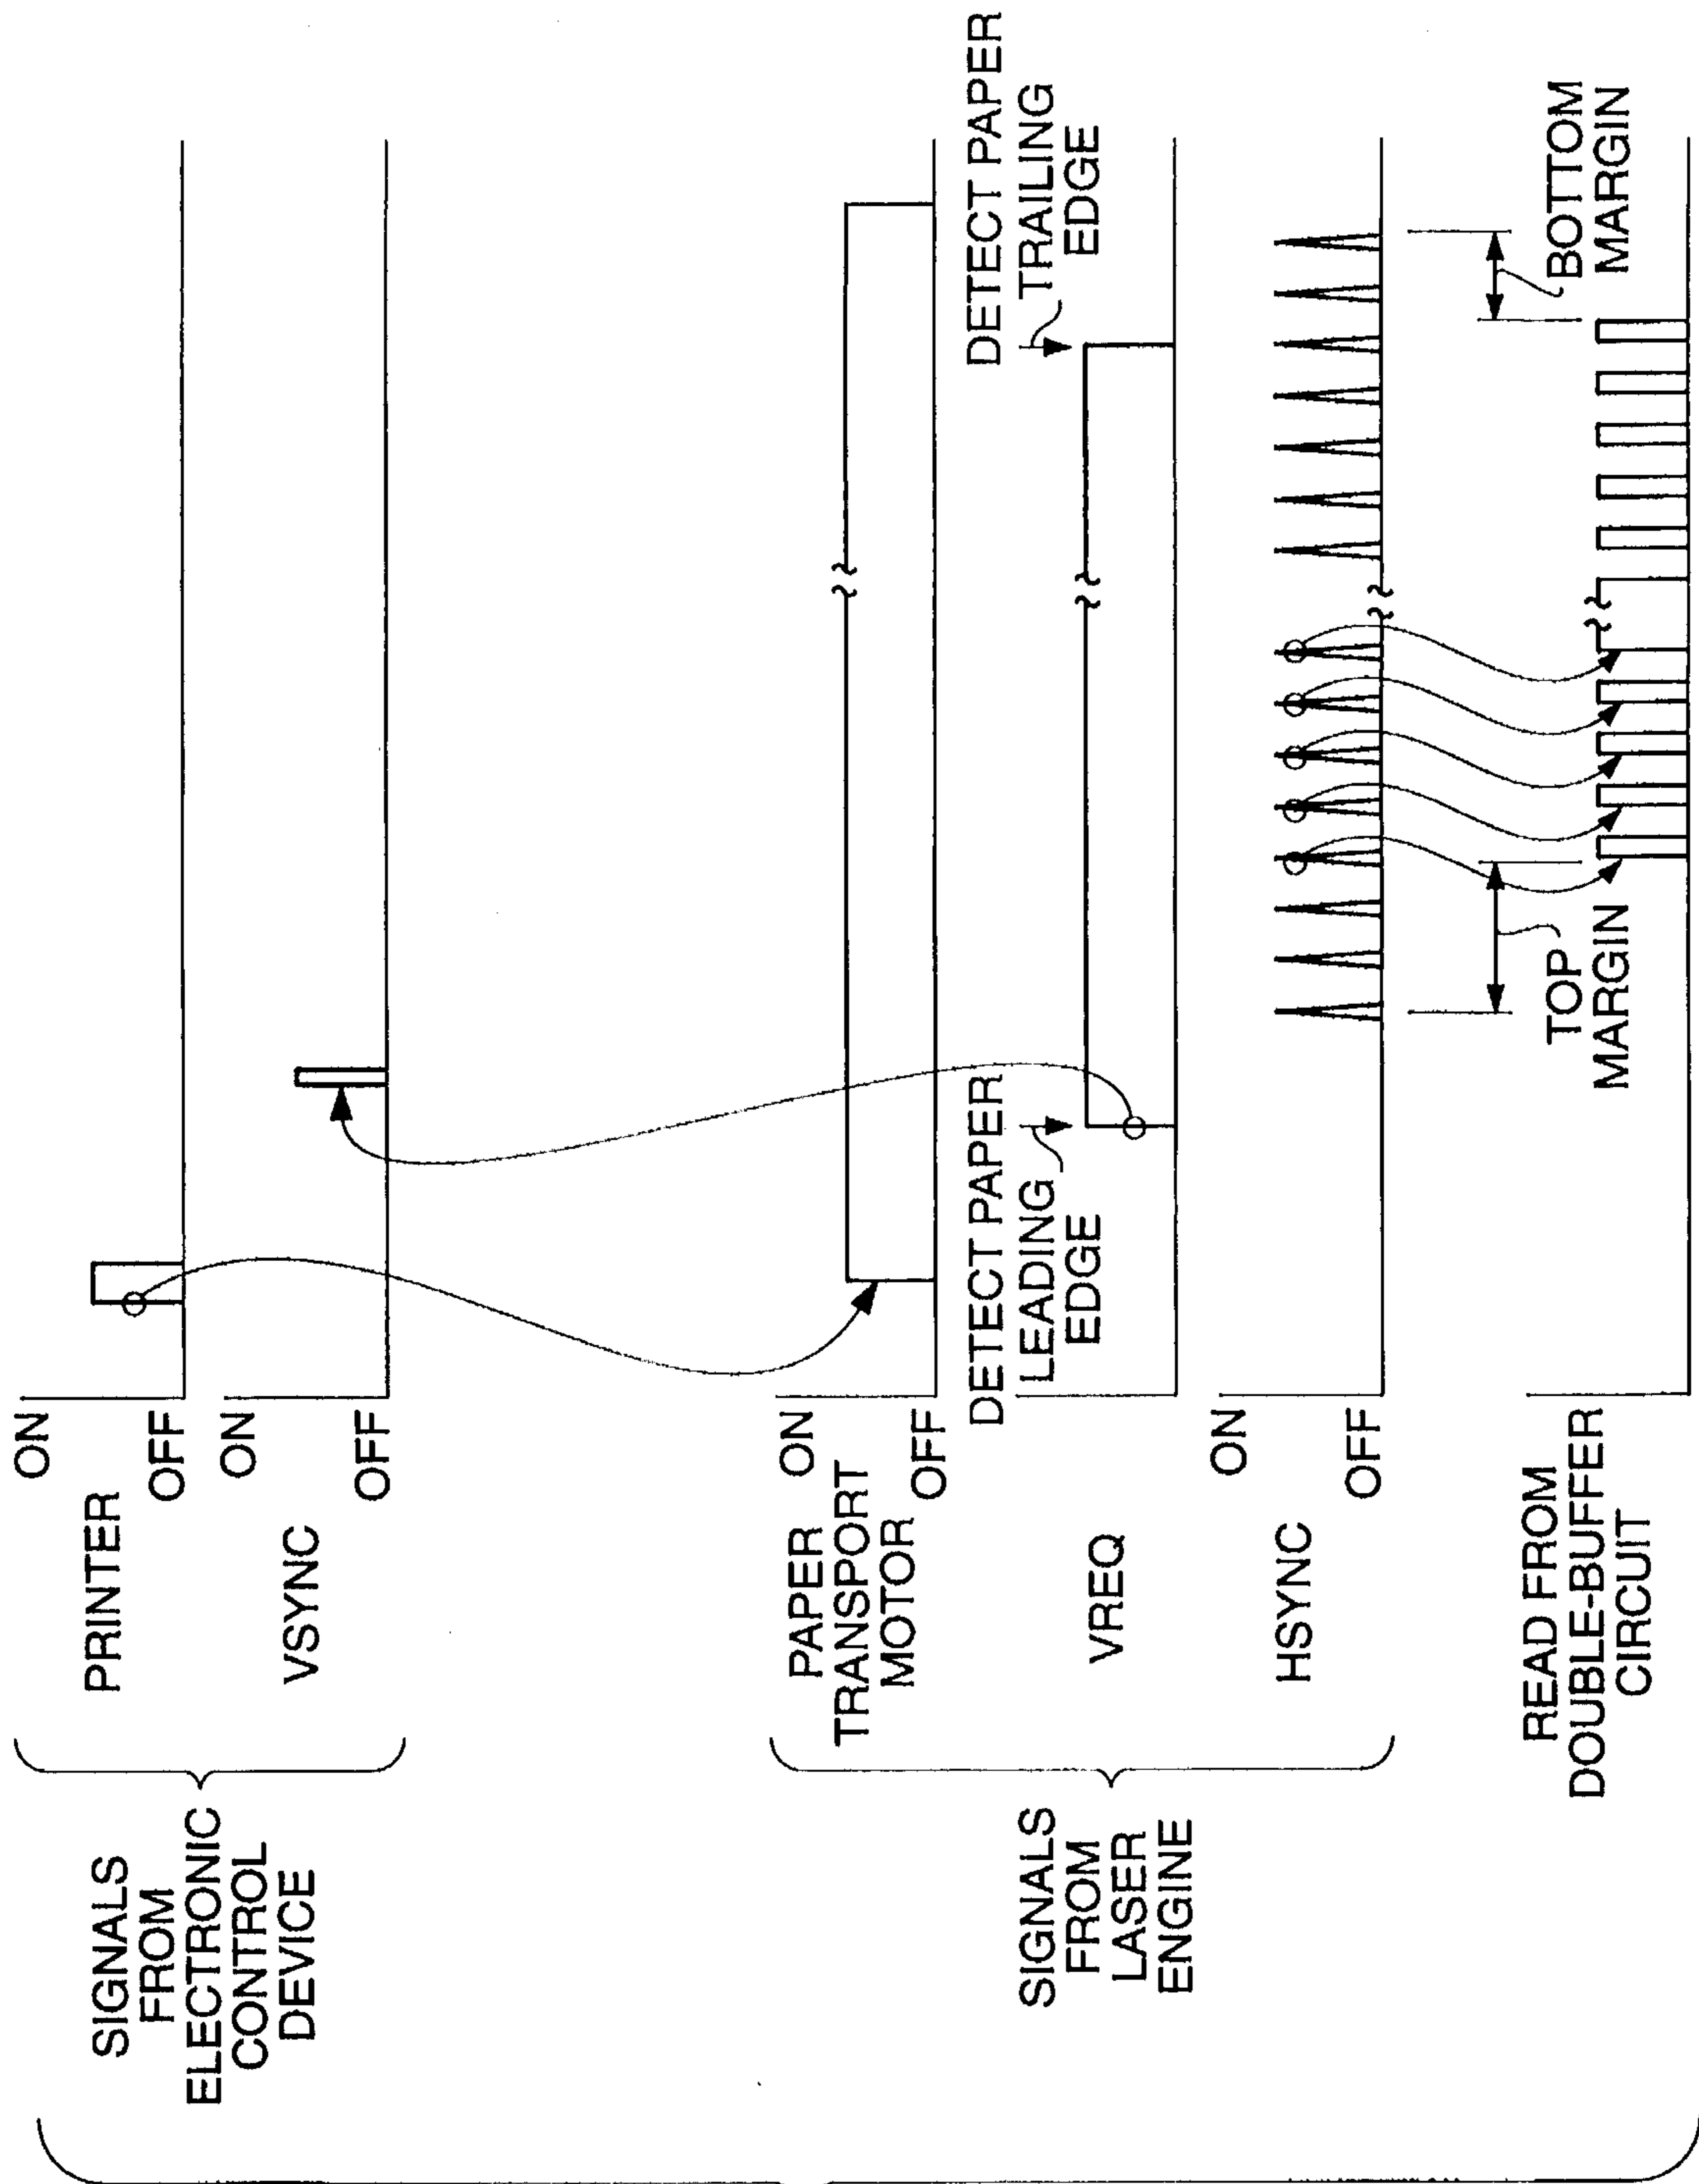 SIGNALS
FROM
ELECTRONIC
CONTROL
DEVICE
PRINTER
ON
OFF
VSYNC
ON
OFF
SIGNALS
FROM
LASER
ENGINE
PAPER
TRANSPORT
MOTOR
ON
OFF
VREQ
DETECT PAPER
LEADING
EDGE
DETECT PAPER
TRAILING
EDGE
HSYNC
ON
OFF
TOP
MARGIN
BOTTOM
MARGIN
READ FROM
DOUBLE-BUFFER
CIRCUIT